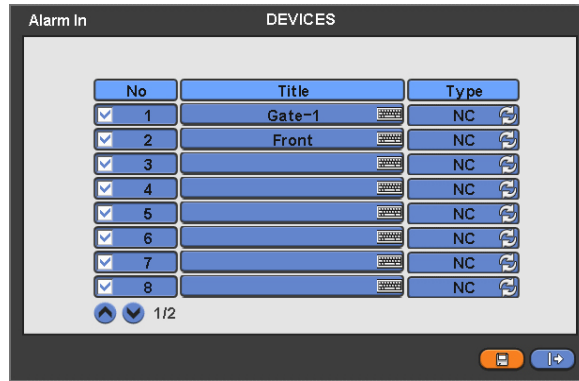 Alarm In DEVICES
No Title Type
1 Gate-1 NC
2 Front NC
3 NC
4 NC
5 NC
6 NC
7 NC
8 NC
1/2